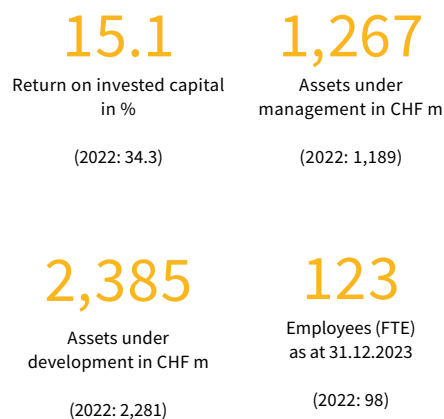 15.1
Return on invested capital
in %
(2022: 34.3)
1,267
Assets under
management in CHF m
(2022: 1,189)
2,385
Assets under
development in CHF m
(2022: 2,281)
123
Employees (FTE)
as at 31.12.2023
(2022: 98)